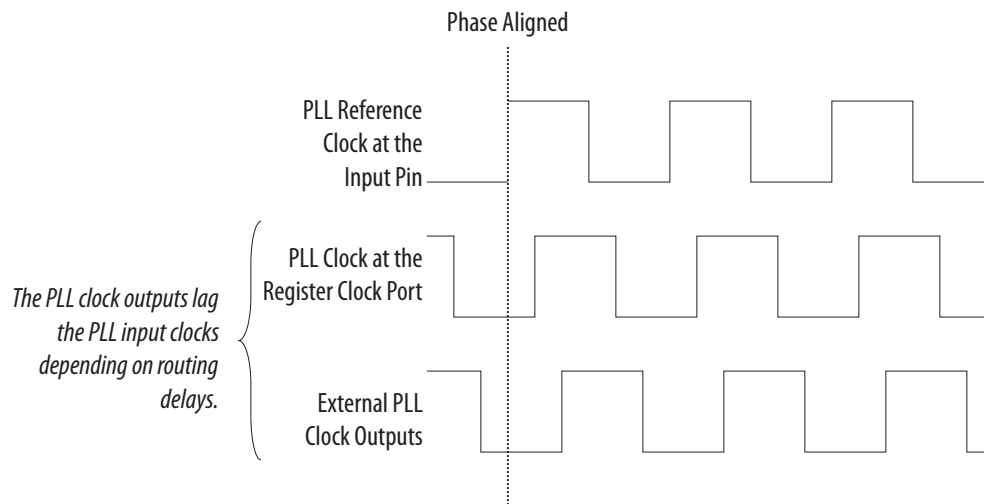 Phase Aligned
PLL Reference
Clock at the
Input Pin
PLL Clock at the
Register Clock Port
The PLL clock outputs lag
the PLL input clocks
depending on routing
delays.
External PLL
Clock Outputs